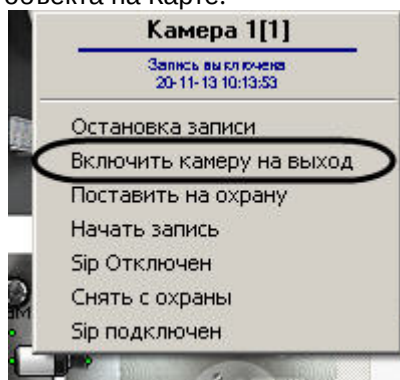 объекта на Карте.
Камера 1[1]
Запись выключена
20-11-13 10:13:53
Остановка записи
Включить камеру на выход
Поставить на охрану
Начать запись
Sip Отключен
Снять с охраны
Sip подключен